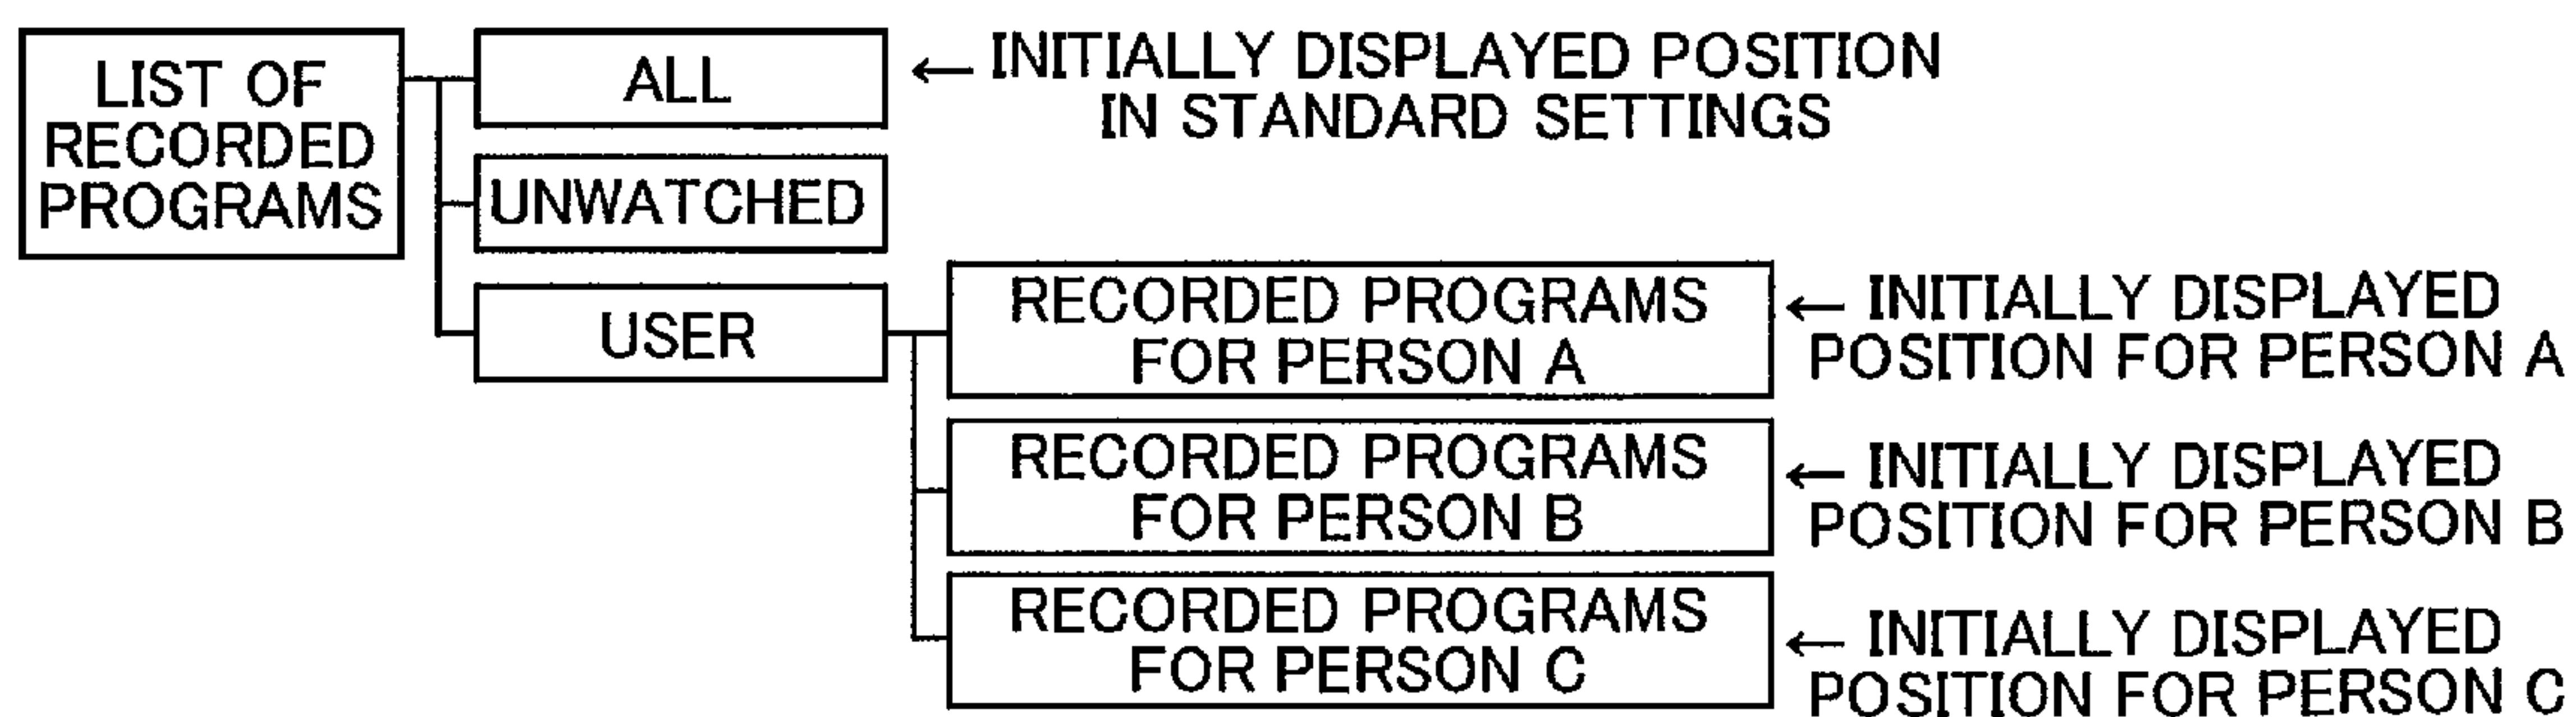 LIST OF
RECORDED
PROGRAMS
ALL
← INITIALLY DISPLAYED POSITION
IN STANDARD SETTINGS
UNWATCHED
USER
RECORDED PROGRAMS
FOR PERSON A
← INITIALLY DISPLAYED
POSITION FOR PERSON A
RECORDED PROGRAMS
FOR PERSON B
← INITIALLY DISPLAYED
POSITION FOR PERSON B
RECORDED PROGRAMS
FOR PERSON C
← INITIALLY DISPLAYED
POSITION FOR PERSON C